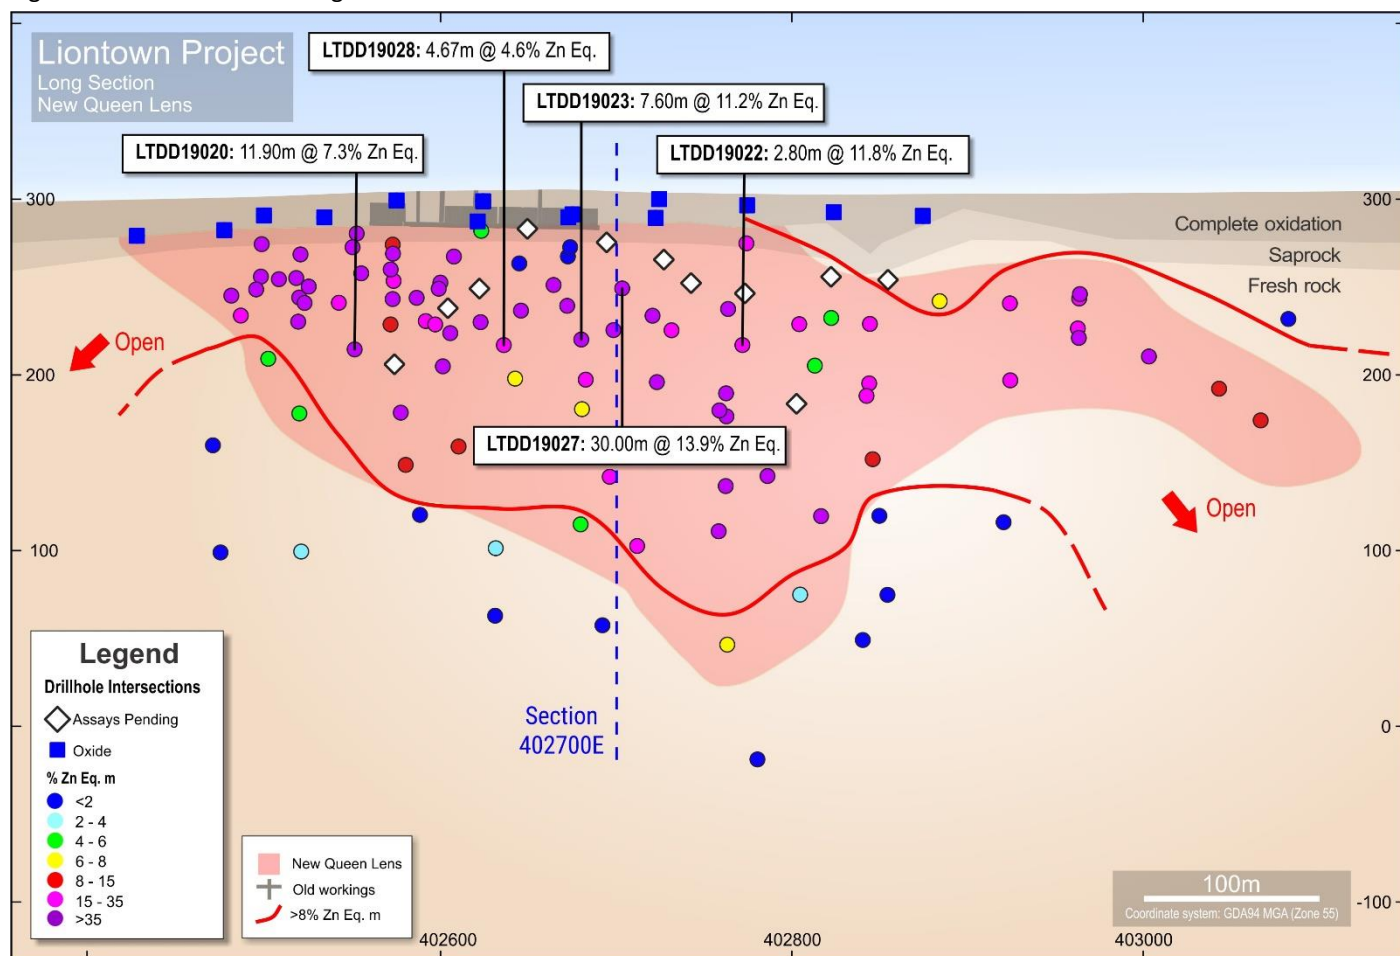 Liontown Project
Long Section
New Queen Lens
LTDD19028: 4.67m @ 4.6% Zn Eq.
LTDD19023: 7.60m @ 11.2% Zn Eq.
LTDD19020: 11.90m @ 7.3% Zn Eq.
LTDD19022: 2.80m @ 11.8% Zn Eq.
300
300
Complete oxidation
Saprock
Fresh rock
Open
200
200
LTDD19027: 30.00m @ 13.9% Zn Eq.
Open
100
100
Section
402700E
0
0
Legend
Drillhole Intersections
Assays Pending
Oxide
% Zn Eq. m
<2
2 - 4
4 - 6
6 - 8
8 - 15
15 - 35
>35
New Queen Lens
Old workings
>8% Zn Eq. m
100m
Coordinate system: GDA94 MGA (Zone 55)
-100
402600
402800
403000